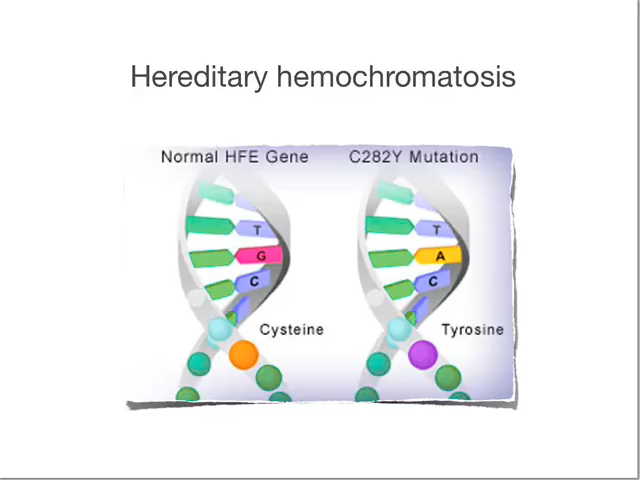 Hereditary hemochromatosis
Normal HFE Gene
C282Y Mutation
T
G
C
Cysteine
T
A
C
Tyrosine